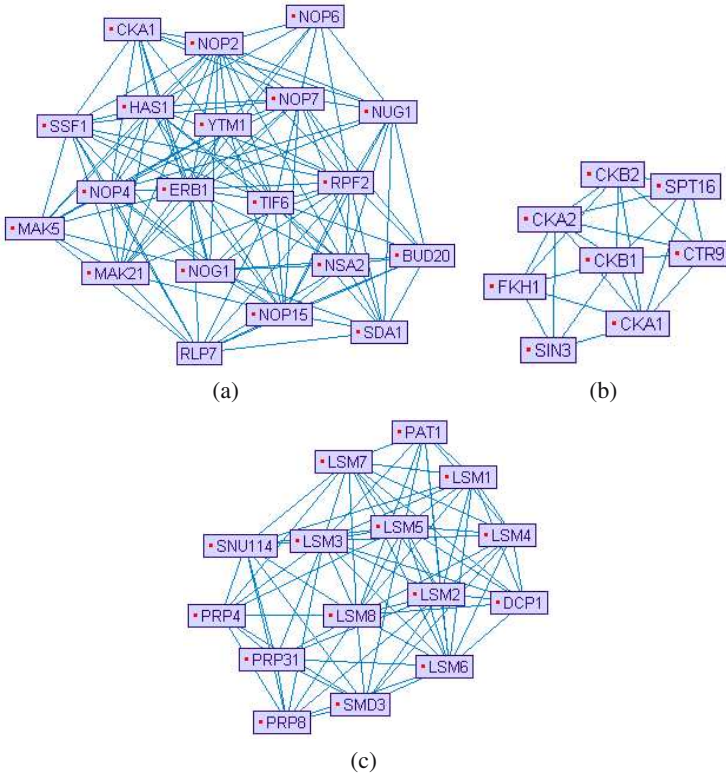 CKA1
NOP2
NOP6
HAS1
NOP7
SSF1
YTM1
NUG1
NOP4
ERB1
TIF6
RPF2
MAK5
MAK21
NOG1
NSA2
BUD20
NOP15
SDA1
RLP7
(a)
CKB2
SPT16
CKA2
CKB1
CTR9
FKH1
CKA1
SIN3
(b)
PAT1
LSM7
LSM1
SNU114
LSM3
LSM5
LSM4
PRP4
LSM8
LSM2
DCP1
PRP31
LSM6
PRP8
SMD3
(c)